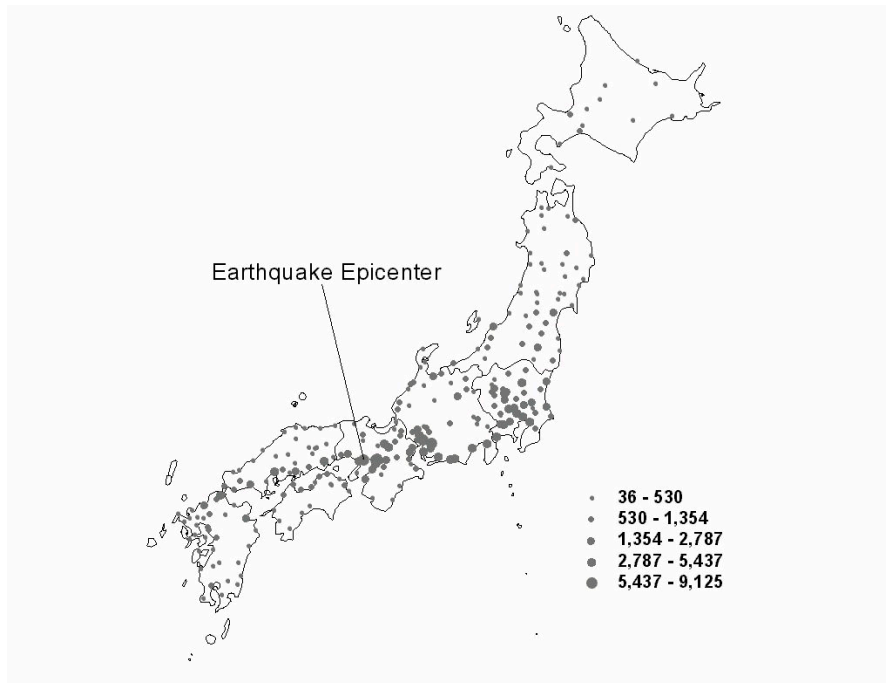 Earthquake Epicenter
36 - 530
530 - 1,354
1,354 - 2,787
2,787 - 5,437
5,437 - 9,125